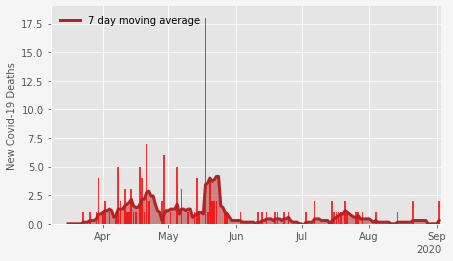 7 day moving average
New Covid-19 Deaths
17.5
15.0
12.5
10.0
7.5
5.0
2.5
0.0
Apr
May
Jun
Jul
Aug
Sep
2020